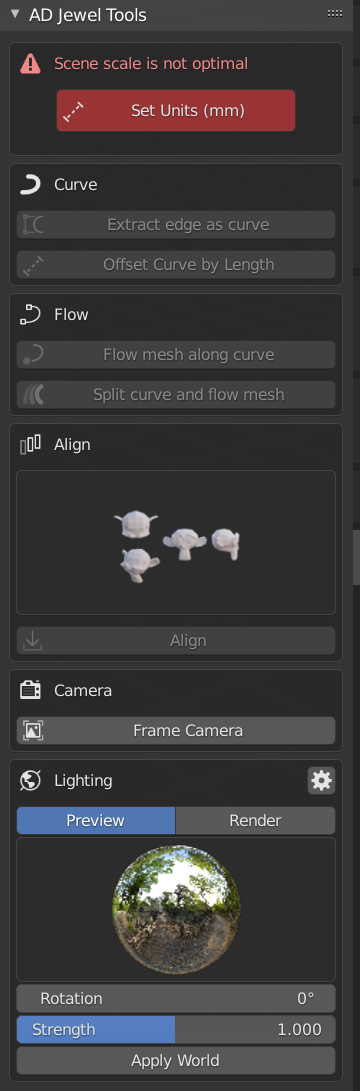 AD Jewel Tools
Scene scale is not optimal
Set Units (mm)
Curve
Extract edge as curve
Offset Curve by Length
Flow
Flow mesh along curve
Split curve and flow mesh
Align
Align
Camera
Frame Camera
Lighting
Preview Render
Rotation 0°
Strength 1.000
Apply World